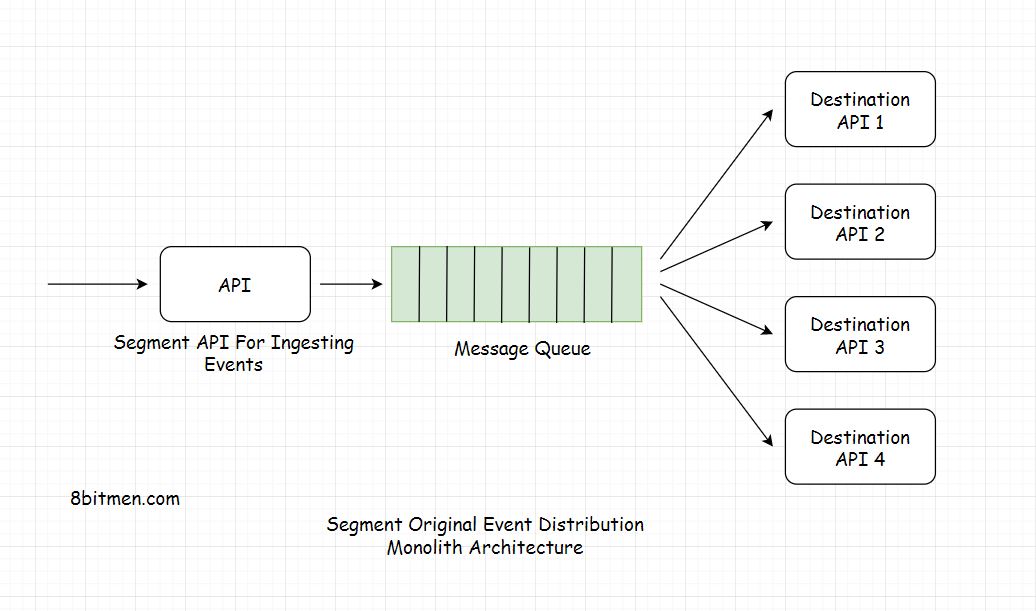 Destination
API 1
Destination
API 2
API
Segment API For Ingesting
Events
Message Queue
Destination
API 3
Destination
API 4
8bitmen.com
Segment Original Event Distribution
Monolith Architecture